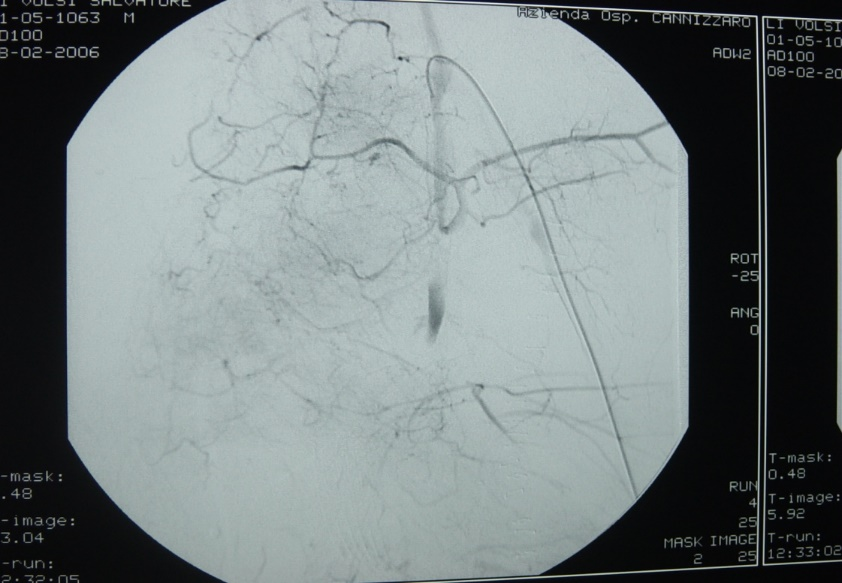 LI VOLSI SALVATORE
1-05-1063 M
D100
8-02-2006
Azienda Osp. CANNIZZARO
ADW2
ROT
-25
ANG
0
RUN
4
25
MASK IMAGE
2 25
-mask:
.48
-image:
3.04
-run:
2:32:05
LI VOLSI
01-05-10
AD100
08-02-20
T-mask:
0.48
T-image:
5.92
T-run:
12:33:02